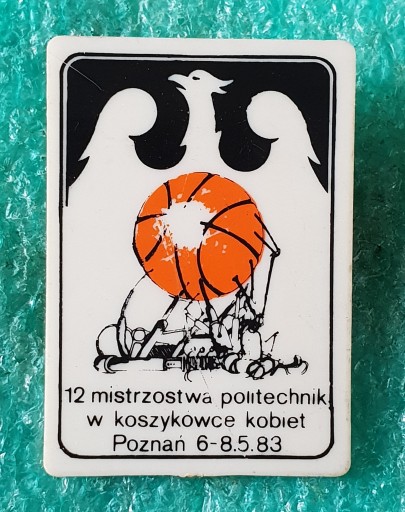 12 mistrzostwa politechnik
w koszykówce kobiet
Poznań 6-8.5.83